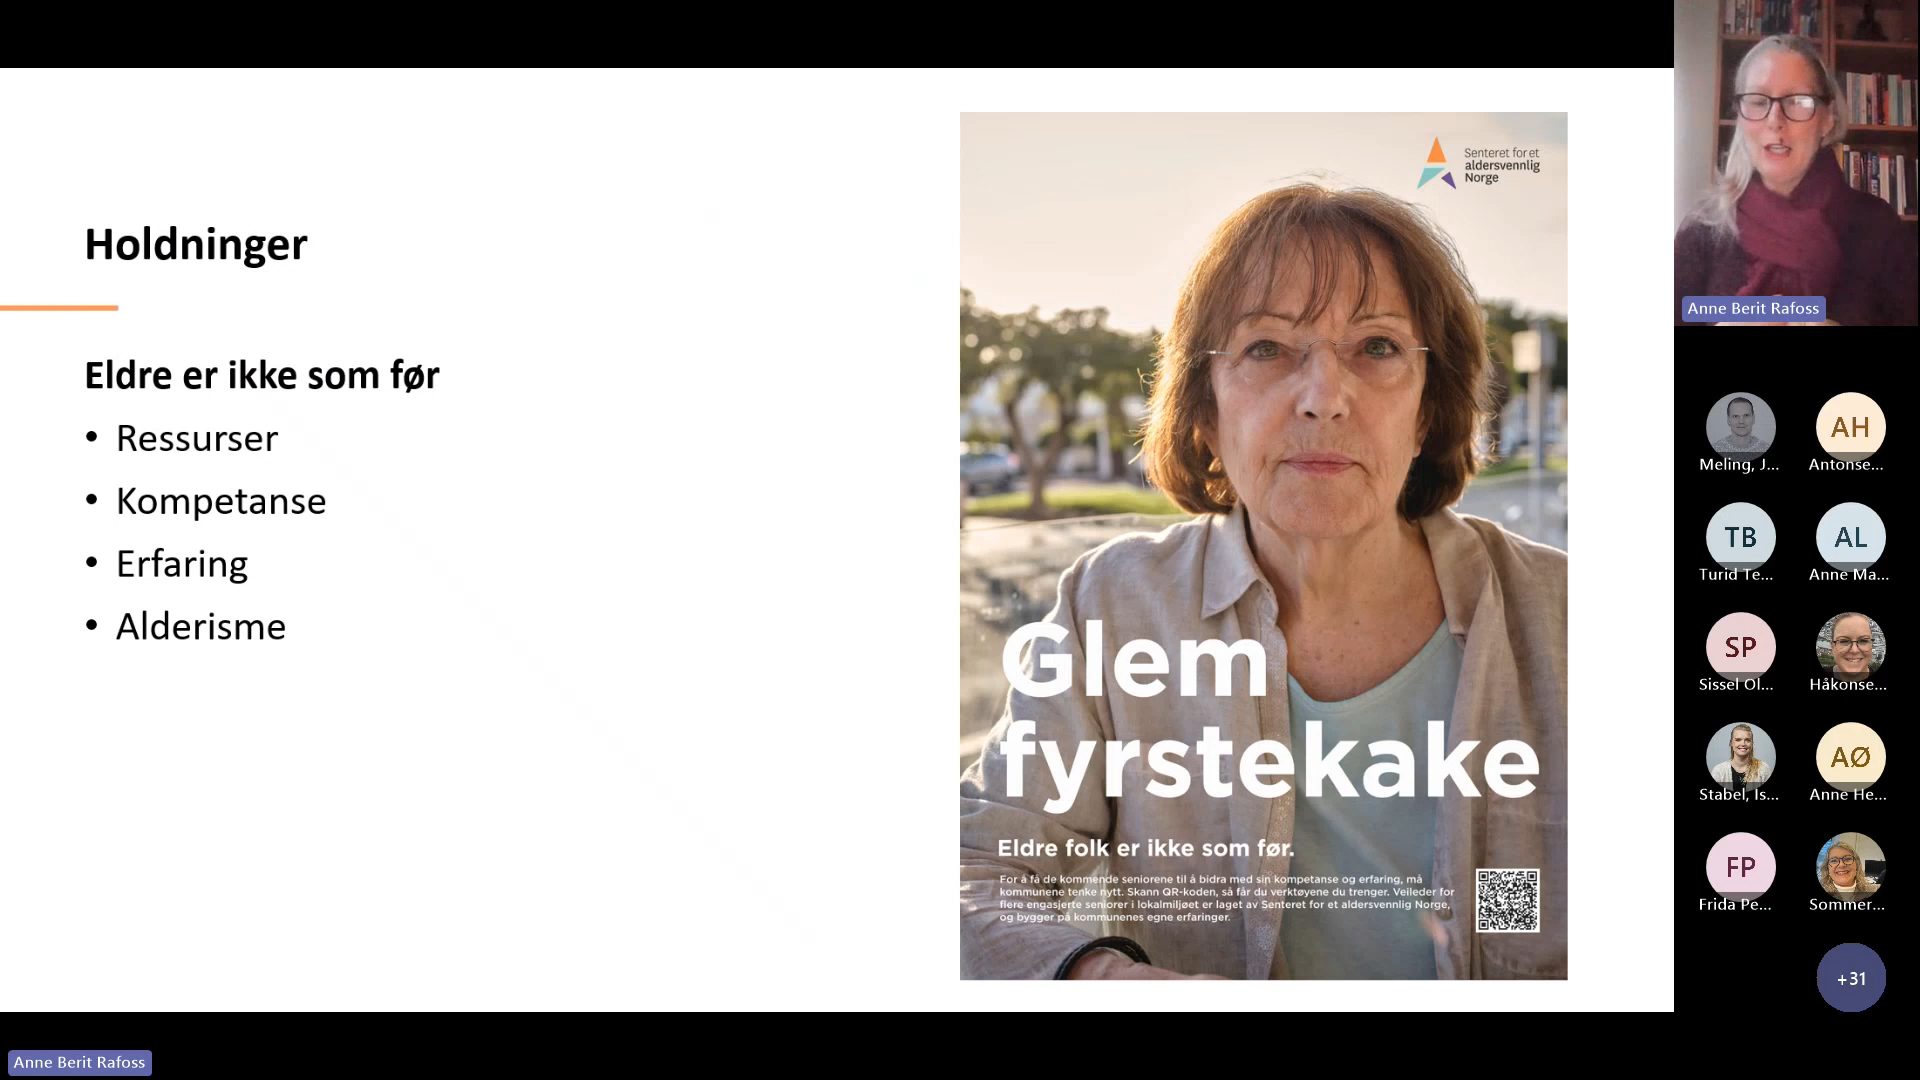 Holdninger
Eldre er ikke som før
• Ressurser
• Kompetanse
• Erfaring
• Alderisme
Senteret for et
aldersvennlig
Norge
Glem
fyrstekake
Eldre folk er ikke som før.
For å få de kommende seniorene til å bidra med sin kompetanse og erfaring, må
kommunene tenke nytt. Skann QR-koden, så får du verktøyene du trenger. Veileder for
flere engasjerte seniorer i lokalmiljøet er laget av Senteret for et aldersvennlig Norge,
og bygger på kommunenes egne erfaringer.
Anne Berit Rafoss
Meling, J...
AH
Antonse...
TB
Turid Te...
AL
Anne Ma...
SP
Sissel Ol...
Håkonse...
Stabel, Is...
AØ
Anne He...
FP
Frida Pe...
Sommer...
+31
Anne Berit Rafoss